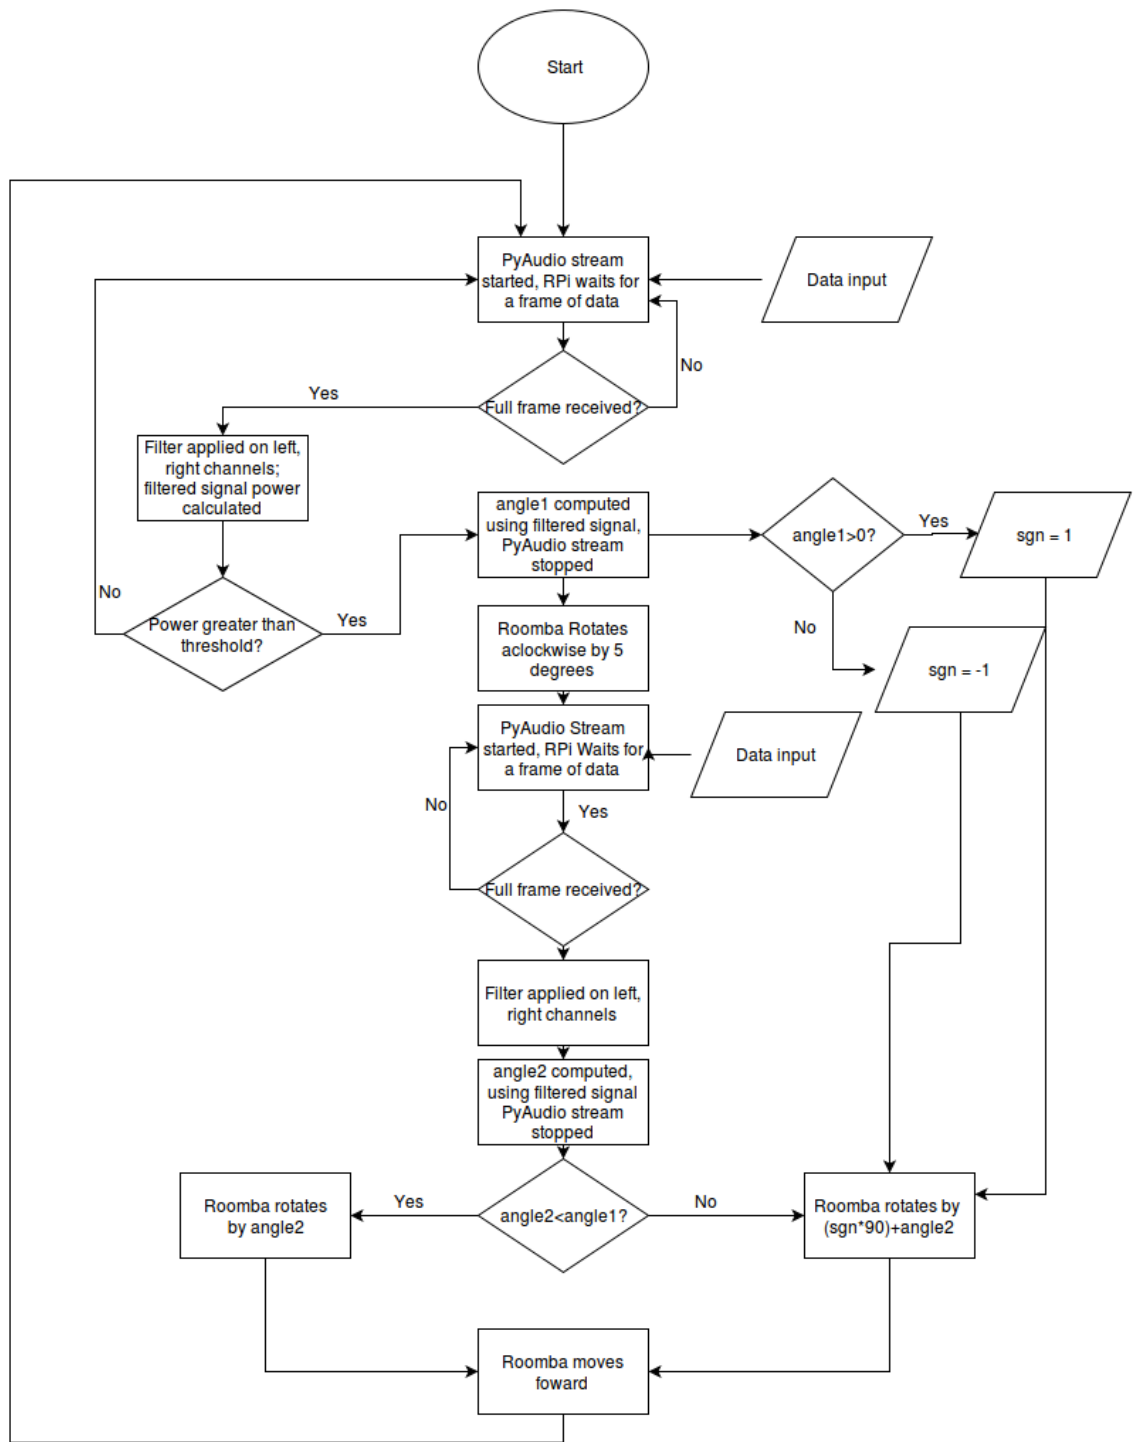 Start
PyAudio stream
started, RPi waits for
a frame of data
Data input
No
Full frame received?
Yes
Filter applied on left,
right channels;
filtered signal power
calculated
angle1 computed
using filtered signal,
PyAudio stream
stopped
angle1>0?
Yes
sgn = 1
No
Power greater than
threshold?
Yes
Roomba Rotates
aclockwise by 5
degrees
No
sgn = -1
PyAudio Stream
started, RPi Waits for
a frame of data
Data input
No
Yes
Full frame received?
Filter applied on left,
right channels
angle2 computed,
using filtered signal
PyAudio stream
stopped
Roomba rotates
by angle2
Yes
angle2<angle1?
No
Roomba rotates by
(sgn*90)+angle2
Roomba moves
foward